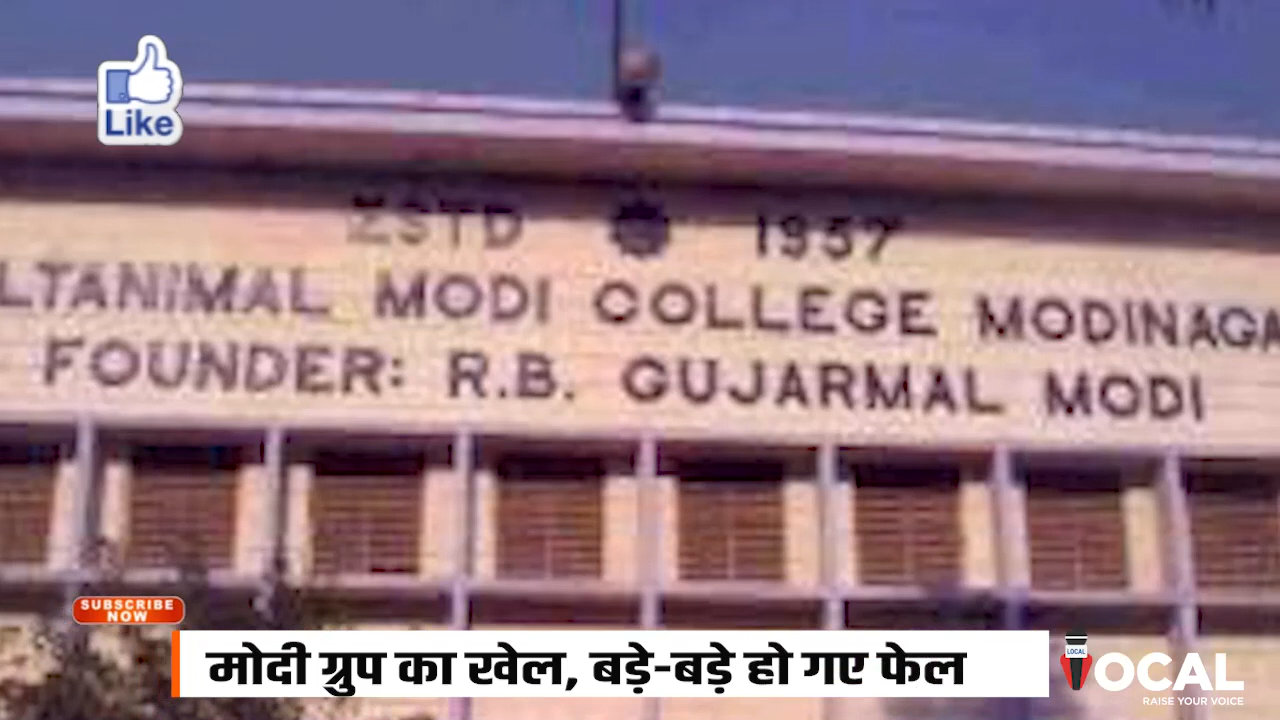 Like
ESTD 1957
LTANIMAL MODI COLLEGE MODINAGA
FOUNDER: R.B. GUJARMAL MODI
SUBSCRIBE
NOW
मोदी ग्रुप का खेल, बड़े-बड़े हो गए फेल
LOCAL
OCAL
RAISE YOUR VOICE